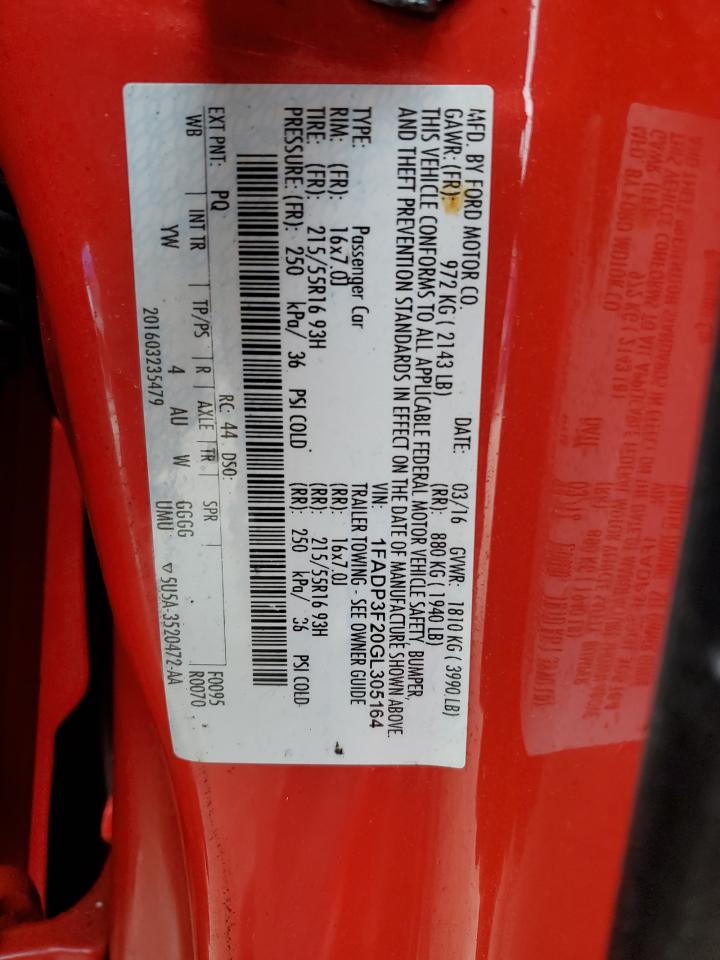 MFD. BY FORD MOTOR CO.
DATE: 03/16 GVWR: 1810 KG ( 3990 LB)
GAWR: (FR): 972 KG ( 2143 LB) (RR): 880 KG ( 1940 LB)
THIS VEHICLE CONFORMS TO ALL APPLICABLE FEDERAL MOTOR VEHICLE SAFETY, BUMPER,
AND THEFT PREVENTION STANDARDS IN EFFECT ON THE DATE OF MANUFACTURE SHOWN ABOVE.
VIN: 1FADP3F20GL305164
TYPE: Passenger Car TRAILER TOWING - SEE OWNER GUIDE
RIM: (FR): 16x7.0J (RR): 16x7.0J
TIRE: (FR): 215/55R16 93H (RR): 215/55R16 93H
PRESSURE: (FR): 250 kPa/ 36 PSI COLD (RR): 250 kPa/ 36 PSI COLD
RC: 44 DSO: F0095
EXT PNT: PQ R0070
WB INT TR TP/PS R AXLE TR SPR
YW 4 AU W GGGG UMU ▽5U5A-3520472-AA
201603235479